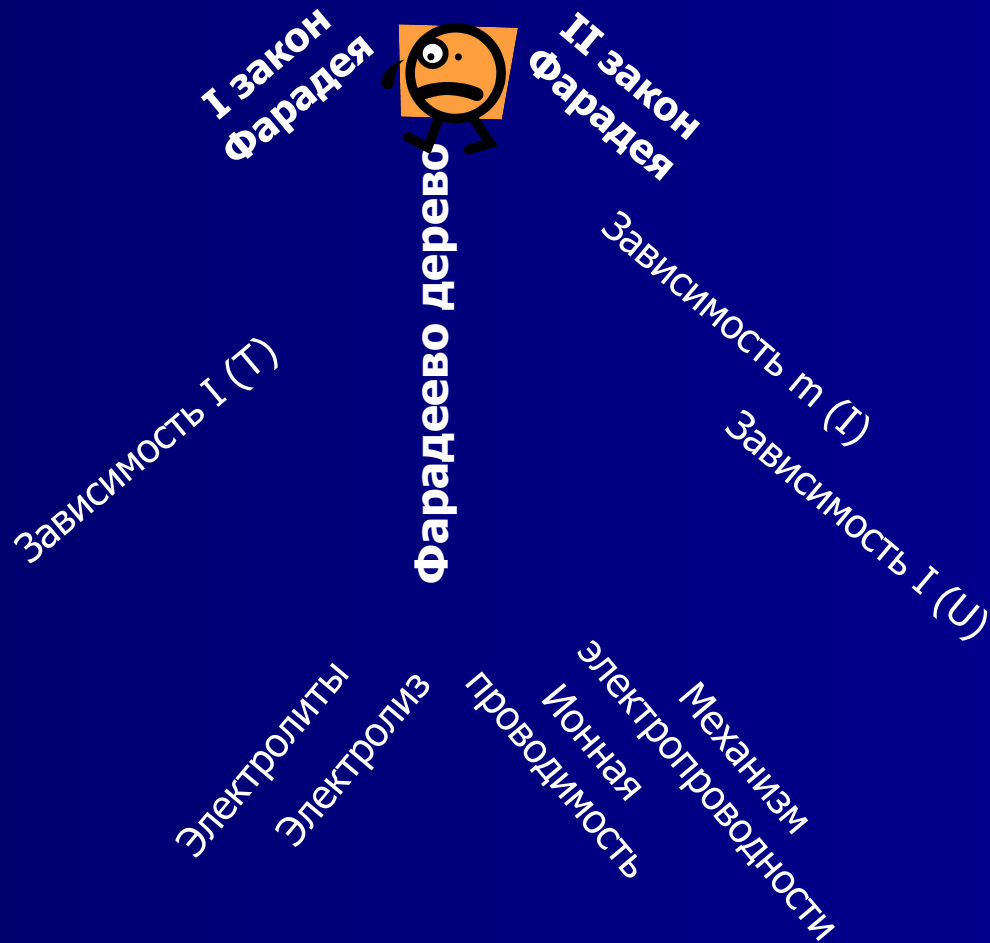 I закон
Фарадея
II закон
Фарадея
Фарадеево дерево
Зависимость m (I)
Зависимость I (T)
Зависимость I (U)
Электролиты
Электролиз
Ионная
проводимость
Механизм
электропроводности